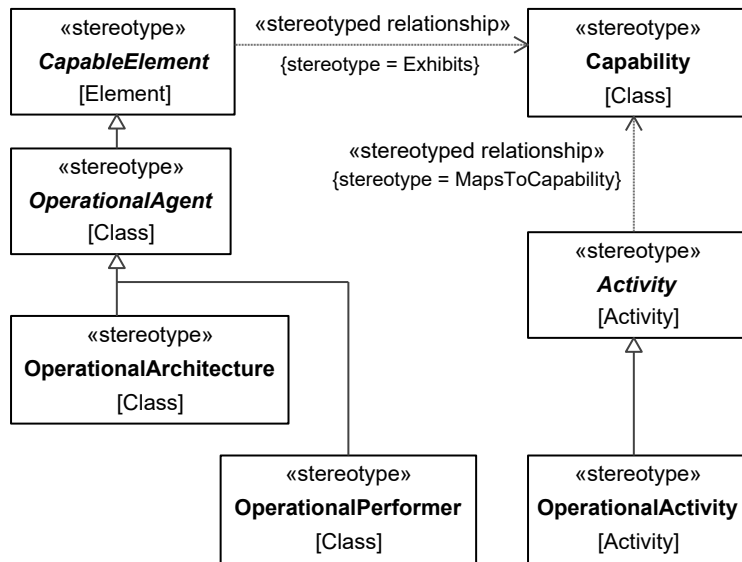 «stereotype»
CapableElement
[Element]
«stereotyped relationship»
{stereotype = Exhibits}
«stereotype»
Capability
[Class]
«stereotyped relationship»
{stereotype = MapsToCapability}
«stereotype»
OperationalAgent
[Class]
«stereotype»
Activity
[Activity]
«stereotype»
OperationalArchitecture
[Class]
«stereotype»
OperationalPerformer
[Class]
«stereotype»
OperationalActivity
[Activity]